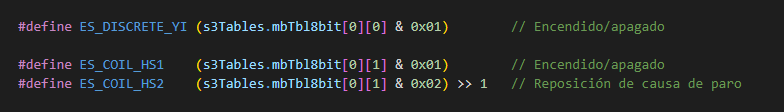 #define ES_DISCRETE_YI (s3Tables.mbTbl8bit[0][0] & 0x01) // Encendido/apagado
#define ES_COIL_HS1 (s3Tables.mbTbl8bit[0][1] & 0x01) // Encendido/apagado
#define ES_COIL_HS2 (s3Tables.mbTbl8bit[0][1] & 0x02) >> 1 // Reposición de causa de paro